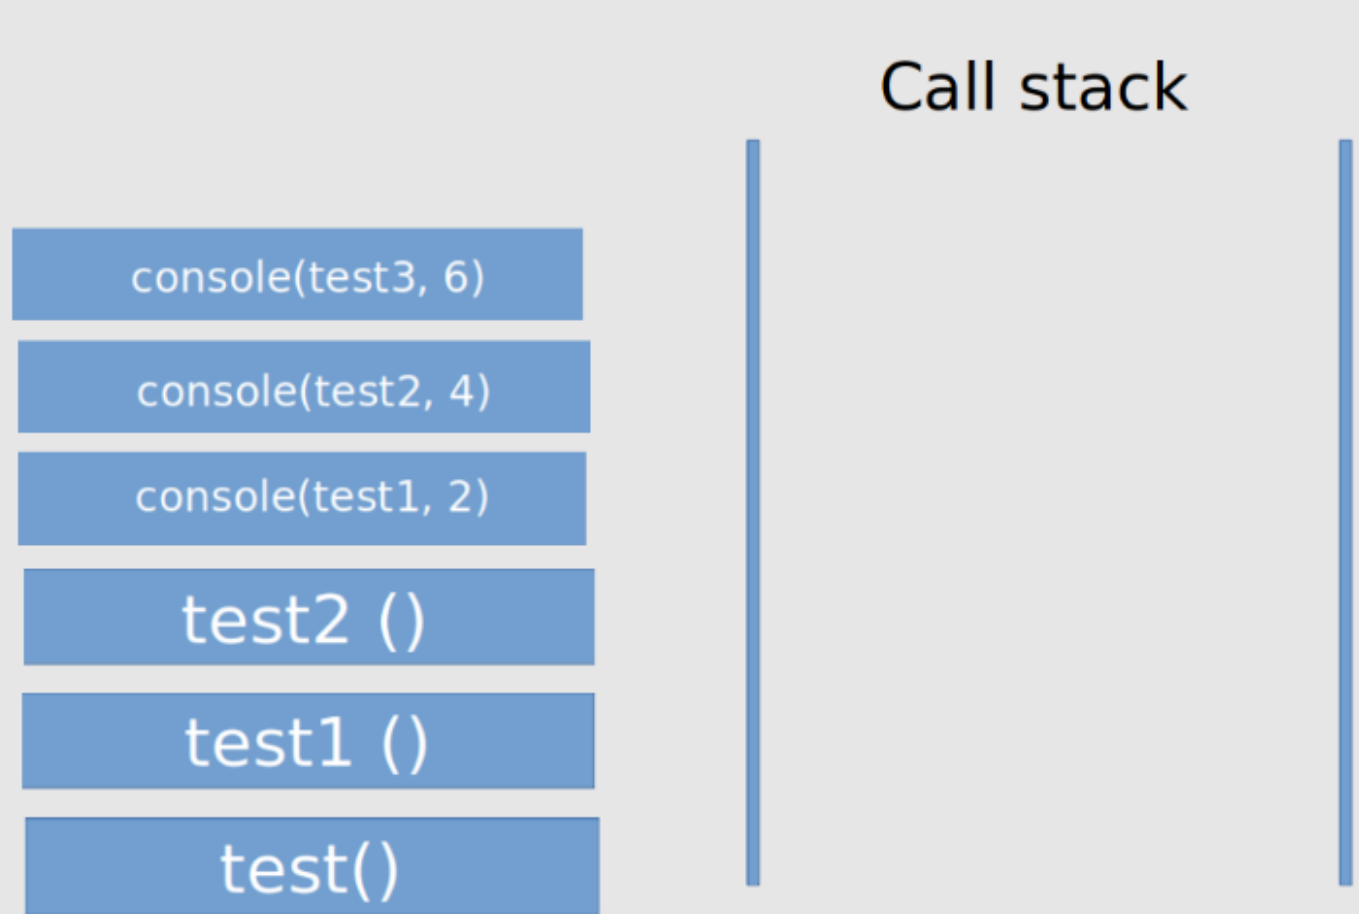 Call stack
console(test3, 6)
console(test2, 4)
console(test1, 2)
test2 ()
test1 ()
test()